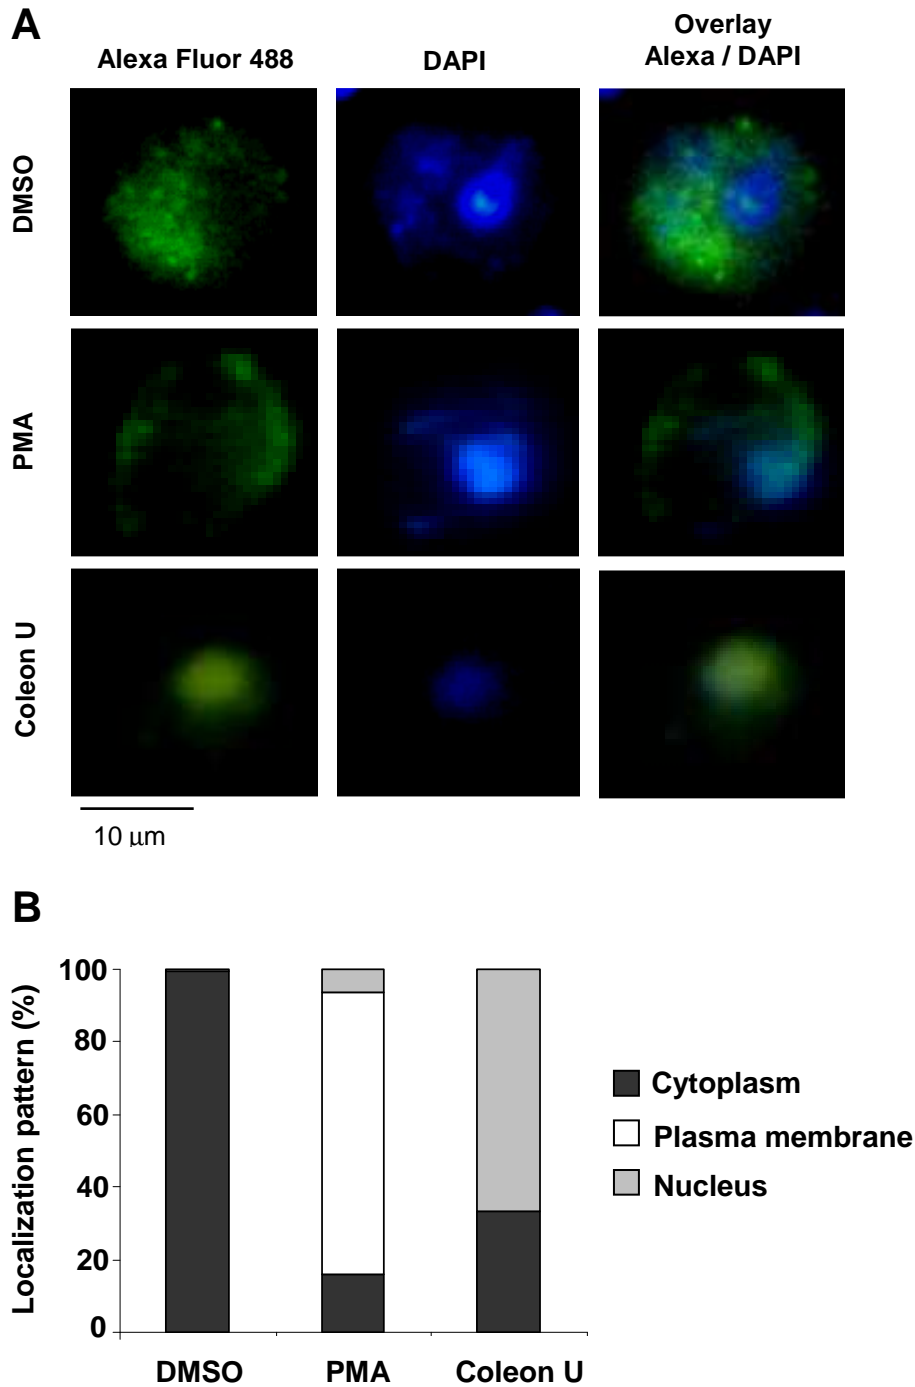 A
Alexa Fluor 488
DAPI
Overlay
Alexa / DAPI
DMSO
PMA
Coleon U
10 μm
B
Localization pattern (%)
100
80
60
40
20
0
DMSO
PMA
Coleon U
Cytoplasm
Plasma membrane
Nucleus